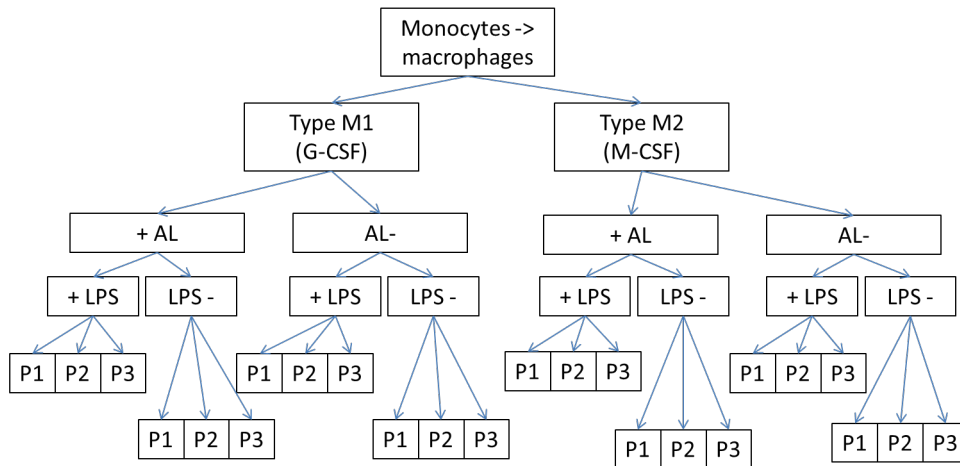 Monocytes ->
macrophages
Type M1
(G-CSF)
Type M2
(M-CSF)
+ AL
AL-
+ AL
AL-
+ LPS
LPS -
+ LPS
LPS -
+ LPS
LPS -
+ LPS
LPS -
P1 P2 P3
P1 P2 P3
P1 P2 P3
P1 P2 P3
P1 P2 P3
P1 P2 P3
P1 P2 P3
P1 P2 P3